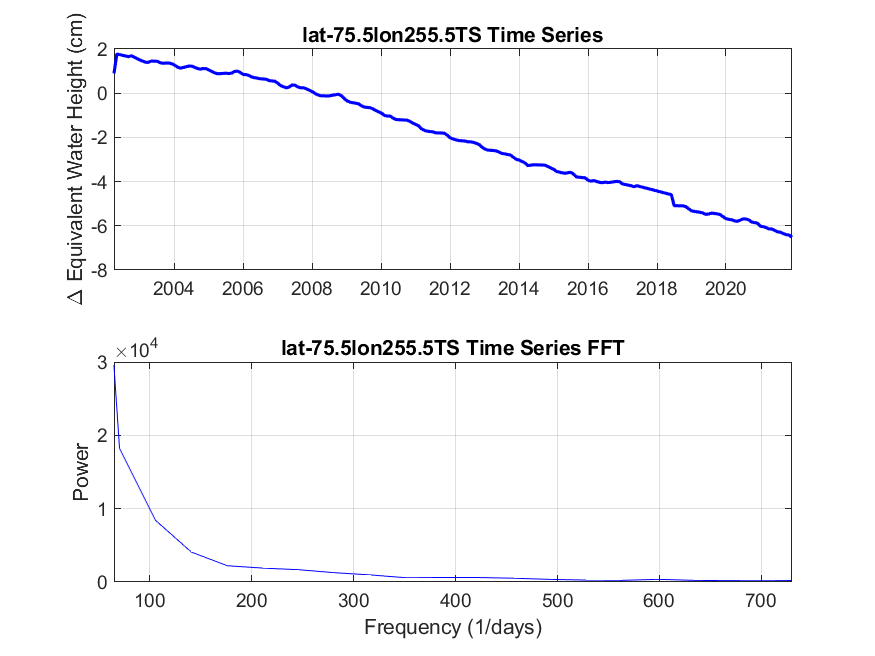 lat-75.5lon255.5TS Time Series
Δ Equivalent Water Height (cm)
2
0
-2
-4
-6
-8
2004 2006 2008 2010 2012 2014 2016 2018 2020
lat-75.5lon255.5TS Time Series FFT
×10⁴
Power
3
2
1
0
100 200 300 400 500 600 700
Frequency (1/days)